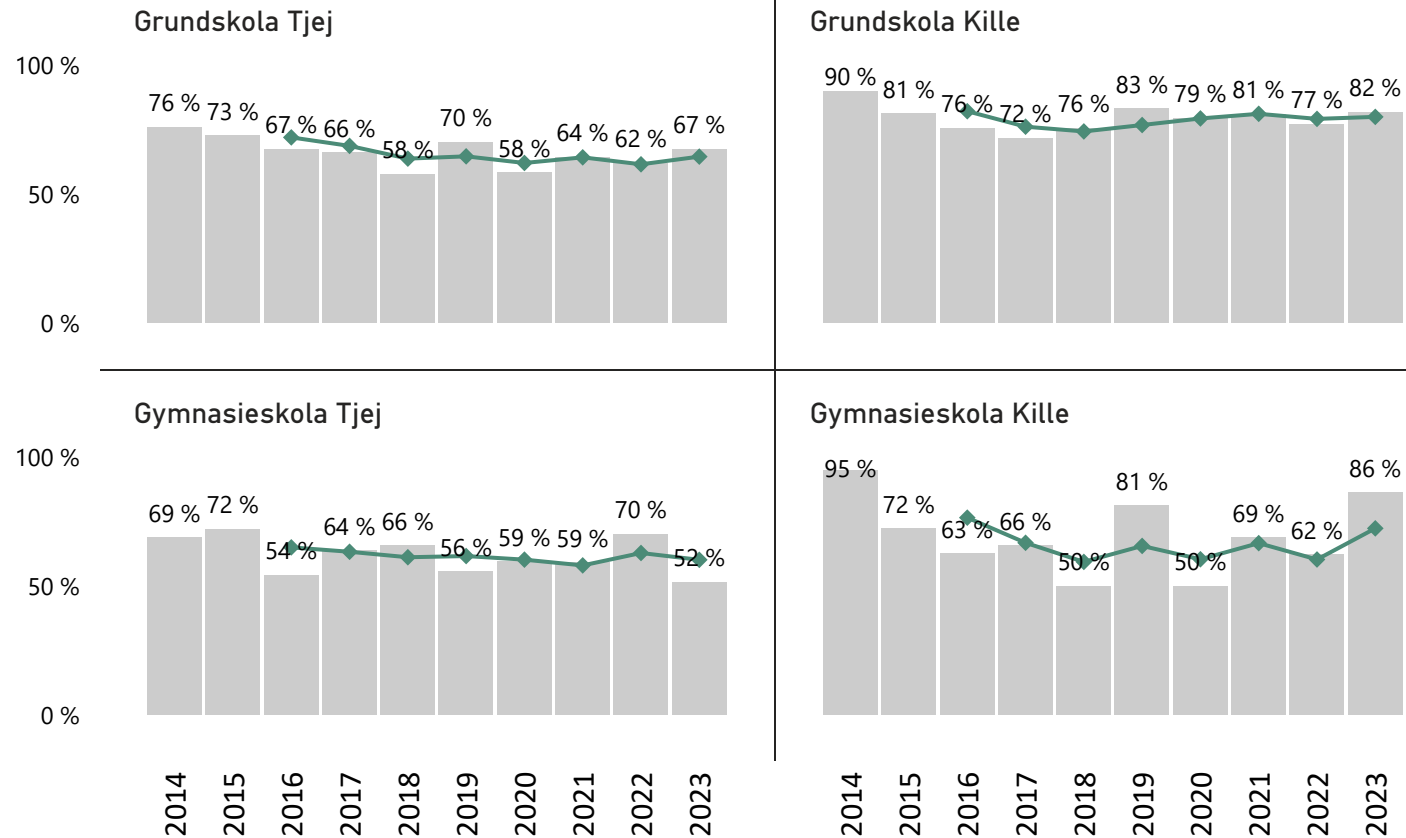 Grundskola Tjej
100 %
50 %
0 %
76 % 73 % 67 % 66 % 58 % 70 % 58 % 64 % 62 % 67 %
Grundskola Kille
90 % 81 % 76 % 72 % 76 % 83 % 79 % 81 % 77 % 82 %
Gymnasieskola Tjej
100 %
50 %
0 %
69 % 72 % 54 % 64 % 66 % 56 % 59 % 59 % 70 % 52 %
Gymnasieskola Kille
95 % 72 % 63 % 66 % 50 % 81 % 50 % 69 % 62 % 86 %
2014 2015 2016 2017 2018 2019 2020 2021 2022 2023
2014 2015 2016 2017 2018 2019 2020 2021 2022 2023